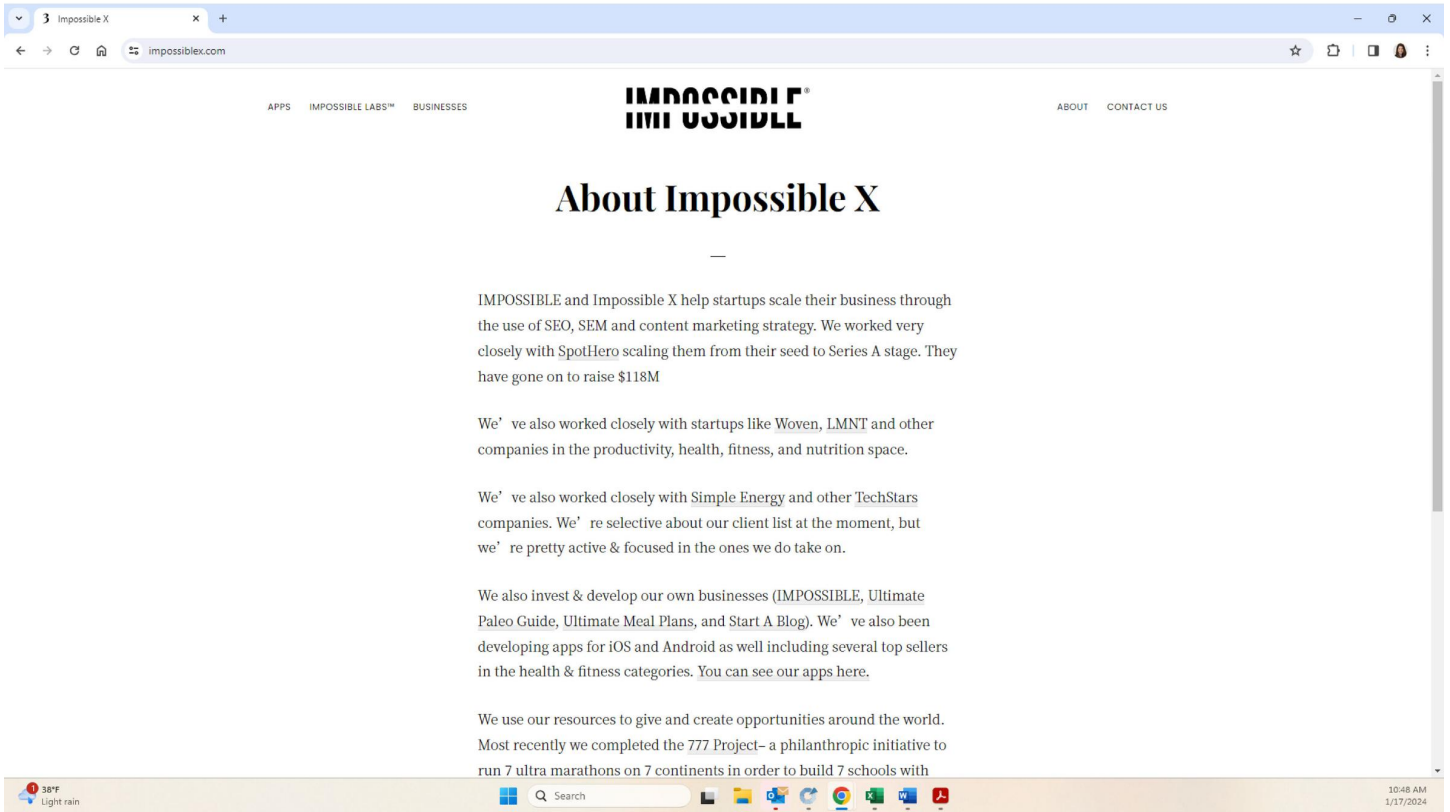 3 Impossible X
impossiblex.com
APPS IMPOSSIBLE LABS™ BUSINESSES
IMPOSSIBLE®
ABOUT CONTACT US
About Impossible X
—
IMPOSSIBLE and Impossible X help startups scale their business through
the use of SEO, SEM and content marketing strategy. We worked very
closely with SpotHero scaling them from their seed to Series A stage. They
have gone on to raise $118M
We’ ve also worked closely with startups like Woven, LMNT and other
companies in the productivity, health, fitness, and nutrition space.
We’ ve also worked closely with Simple Energy and other TechStars
companies. We’ re selective about our client list at the moment, but
we’ re pretty active & focused in the ones we do take on.
We also invest & develop our own businesses (IMPOSSIBLE, Ultimate
Paleo Guide, Ultimate Meal Plans, and Start A Blog). We’ ve also been
developing apps for iOS and Android as well including several top sellers
in the health & fitness categories. You can see our apps here.
We use our resources to give and create opportunities around the world.
Most recently we completed the 777 Project– a philanthropic initiative to
run 7 ultra marathons on 7 continents in order to build 7 schools with
1
38°F
Light rain
Search
10:48 AM
1/17/2024